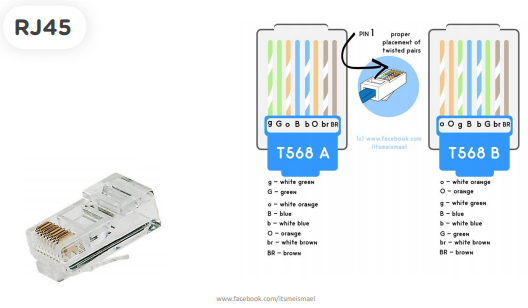 RJ45
PIN 1
proper
placement of
twisted pairs
g G o B b O br BR
T568 A
o O g B b G br BR
T568 B
(c) www.facebook.com
/itsmeismael
g - white green
G - green
o - white orange
B - blue
b - white blue
O - orange
br - white brown
BR - brown
o - white orange
O - orange
g - white green
B - blue
b - white blue
G - green
br - white brown
BR - brown
www.facebook.com/itsmeismael